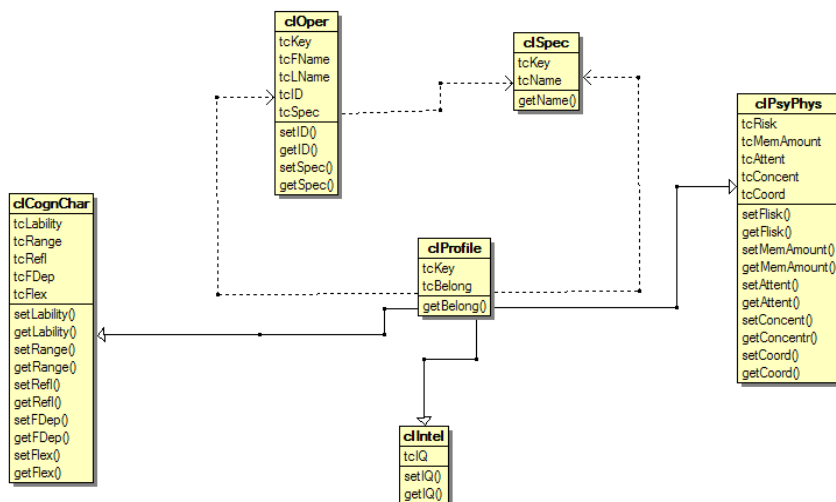 clOper
tcKey
tcFName
tcLName
tcID
tcSpec
setID()
getID()
setSpec()
getSpec()
clSpec
tcKey
tcName
getName()
clPsyPhys
tcRisk
tcMemAmount
tcAttent
tcConcent
tcCoord
setFlisk()
getFlisk()
setMemAmount()
getMemAmount()
setAttent()
getAttent()
setConcent()
getConcentr()
setCoord()
getCoord()
clCognChar
tcLability
tcRange
tcRefl
tcFDep
tcFlex
setLability()
getLability()
setRange()
getRange()
setRefl()
getRefl()
setFDep()
getFDep()
setFlex()
getFlex()
clProfile
tcKey
tcBelong
getBelong()
clIntel
tcIQ
setIQ()
getIQ()